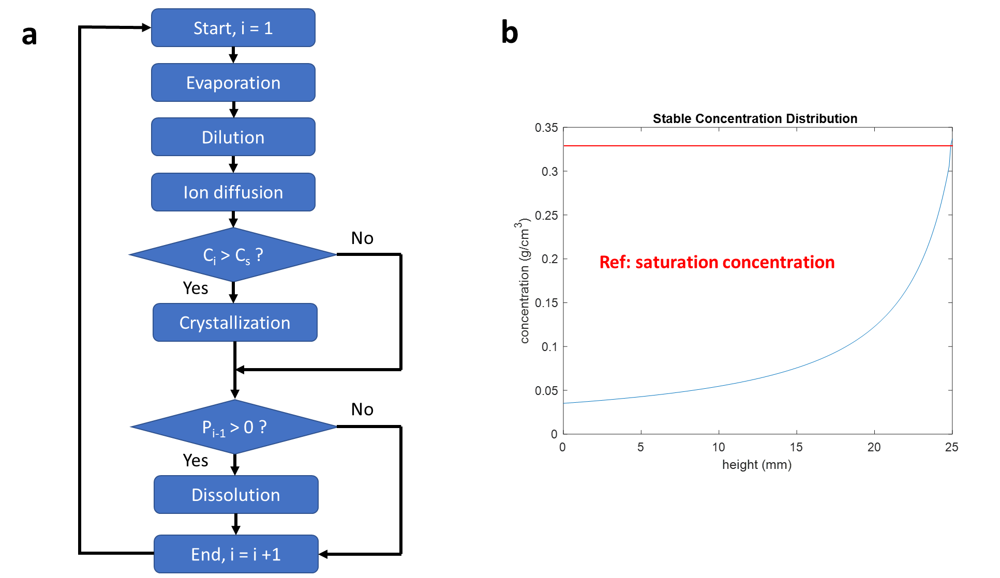 a
Start, i = 1
Evaporation
Dilution
Ion diffusion
Cᵢ > Cₛ ?
No
Yes
Crystallization
Pᵢ₋₁ > 0 ?
No
Yes
Dissolution
End, i = i +1
b
Stable Concentration Distribution
0.35
0.3
0.25
0.2
0.15
0.1
0.05
0
concentration (g/cm³)
Ref: saturation concentration
0 5 10 15 20 25
height (mm)